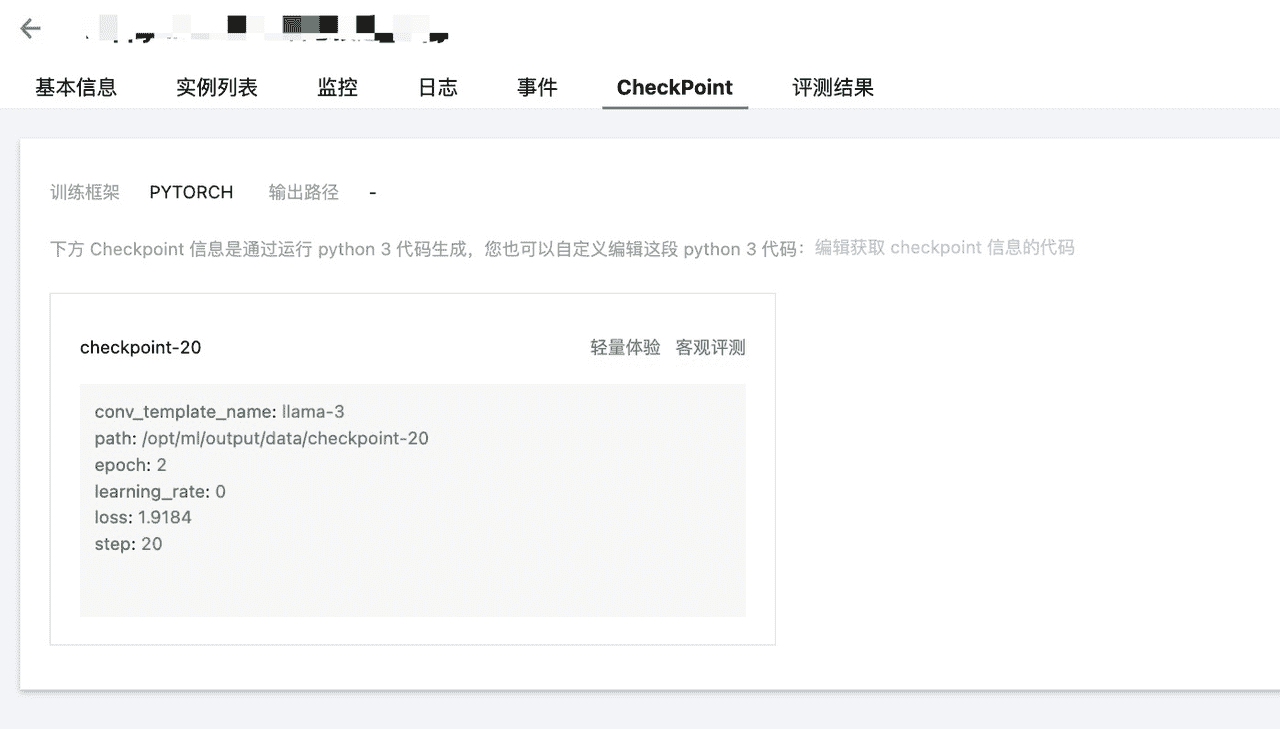 基本信息 实例列表 监控 日志 事件 CheckPoint 评测结果
训练框架 PYTORCH 输出路径 -
下方 Checkpoint 信息是通过运行 python 3 代码生成，您也可以自定义编辑这段 python 3 代码： 编辑获取 checkpoint 信息的代码
checkpoint-20 轻量体验 客观评测
conv_template_name: llama-3
path: /opt/ml/output/data/checkpoint-20
epoch: 2
learning_rate: 0
loss: 1.9184
step: 20